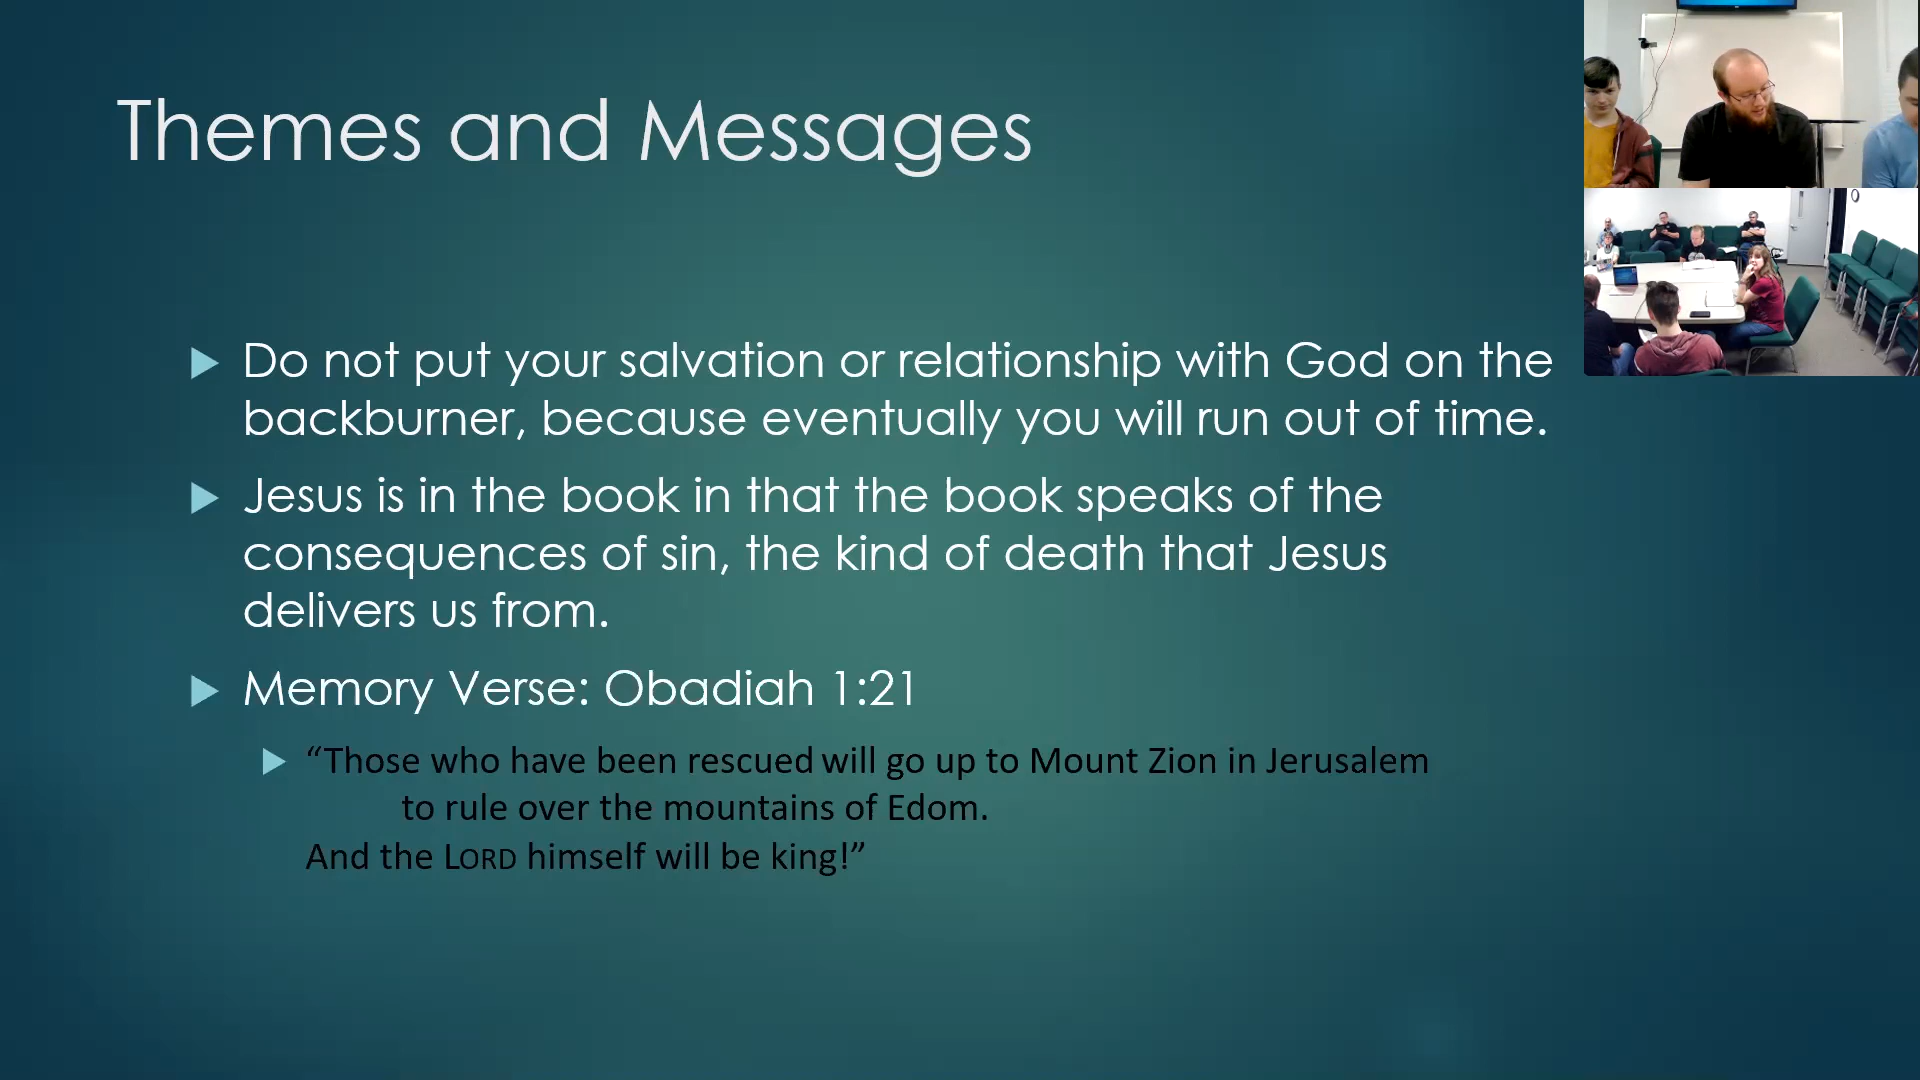 Themes and Messages
Do not put your salvation or relationship with God on the
backburner, because eventually you will run out of time.
Jesus is in the book in that the book speaks of the
consequences of sin, the kind of death that Jesus
delivers us from.
Memory Verse: Obadiah 1:21
“Those who have been rescued will go up to Mount Zion in Jerusalem
to rule over the mountains of Edom.
And the LORD himself will be king!”